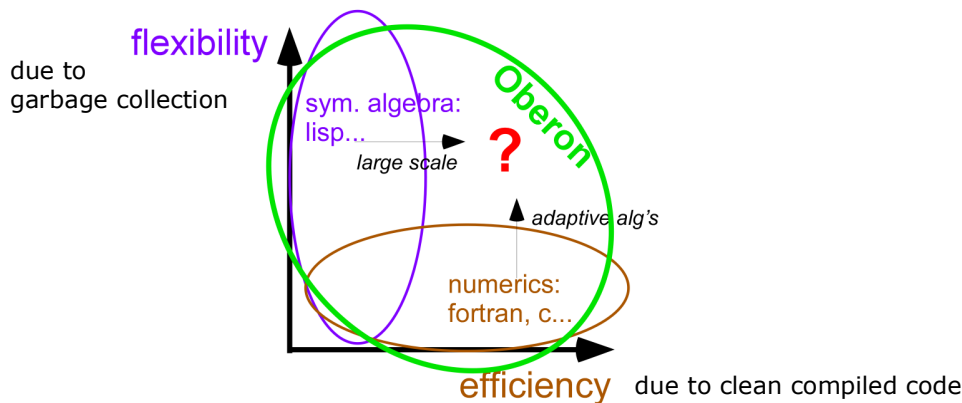 flexibility
due to
garbage collection
sym. algebra:
lisp...
large scale
?
Oberon
adaptive alg's
numerics:
fortran, c...
efficiency
due to clean compiled code